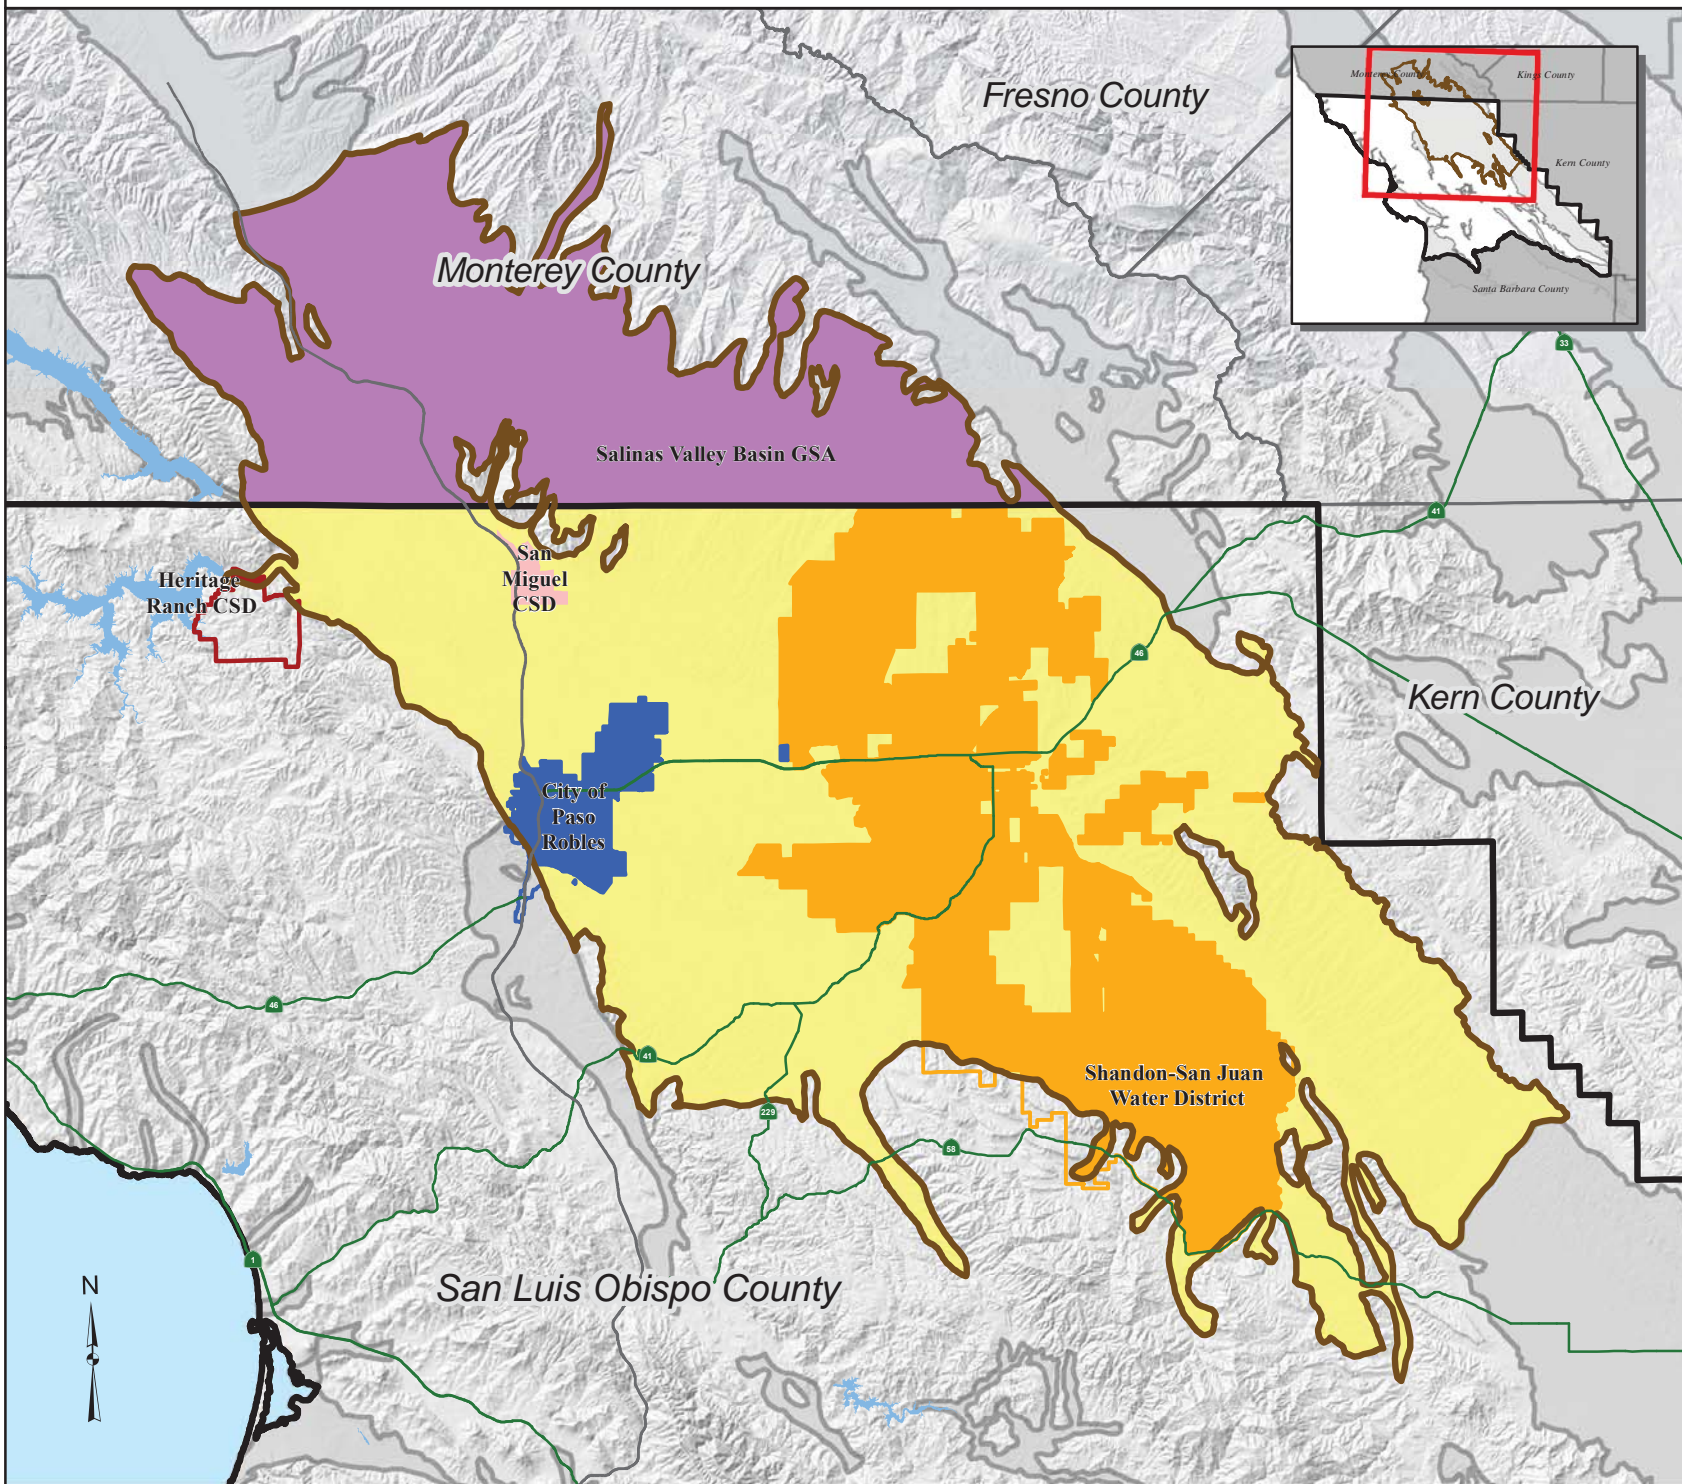 Fresno County
Monterey County
Kings County
Kern County
Santa Barbara County
Monterey County
33
Salinas Valley Basin GSA
41
San
Miguel
CSD
Heritage
Ranch CSD
46
Kern County
City of
Paso
Robles
46
41
Shandon-San Juan
Water District
229
58
1
San Luis Obispo County
N